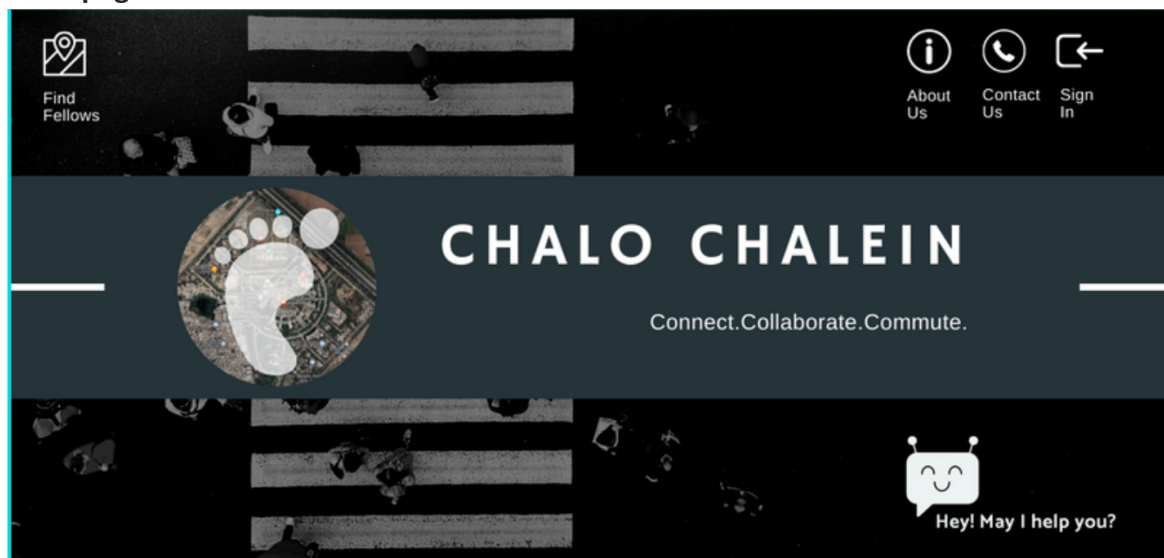 Find
Fellows
About
Us
Contact
Us
Sign
In
CHALO CHALEIN
Connect.Collaborate.Commute.
Hey! May I help you?